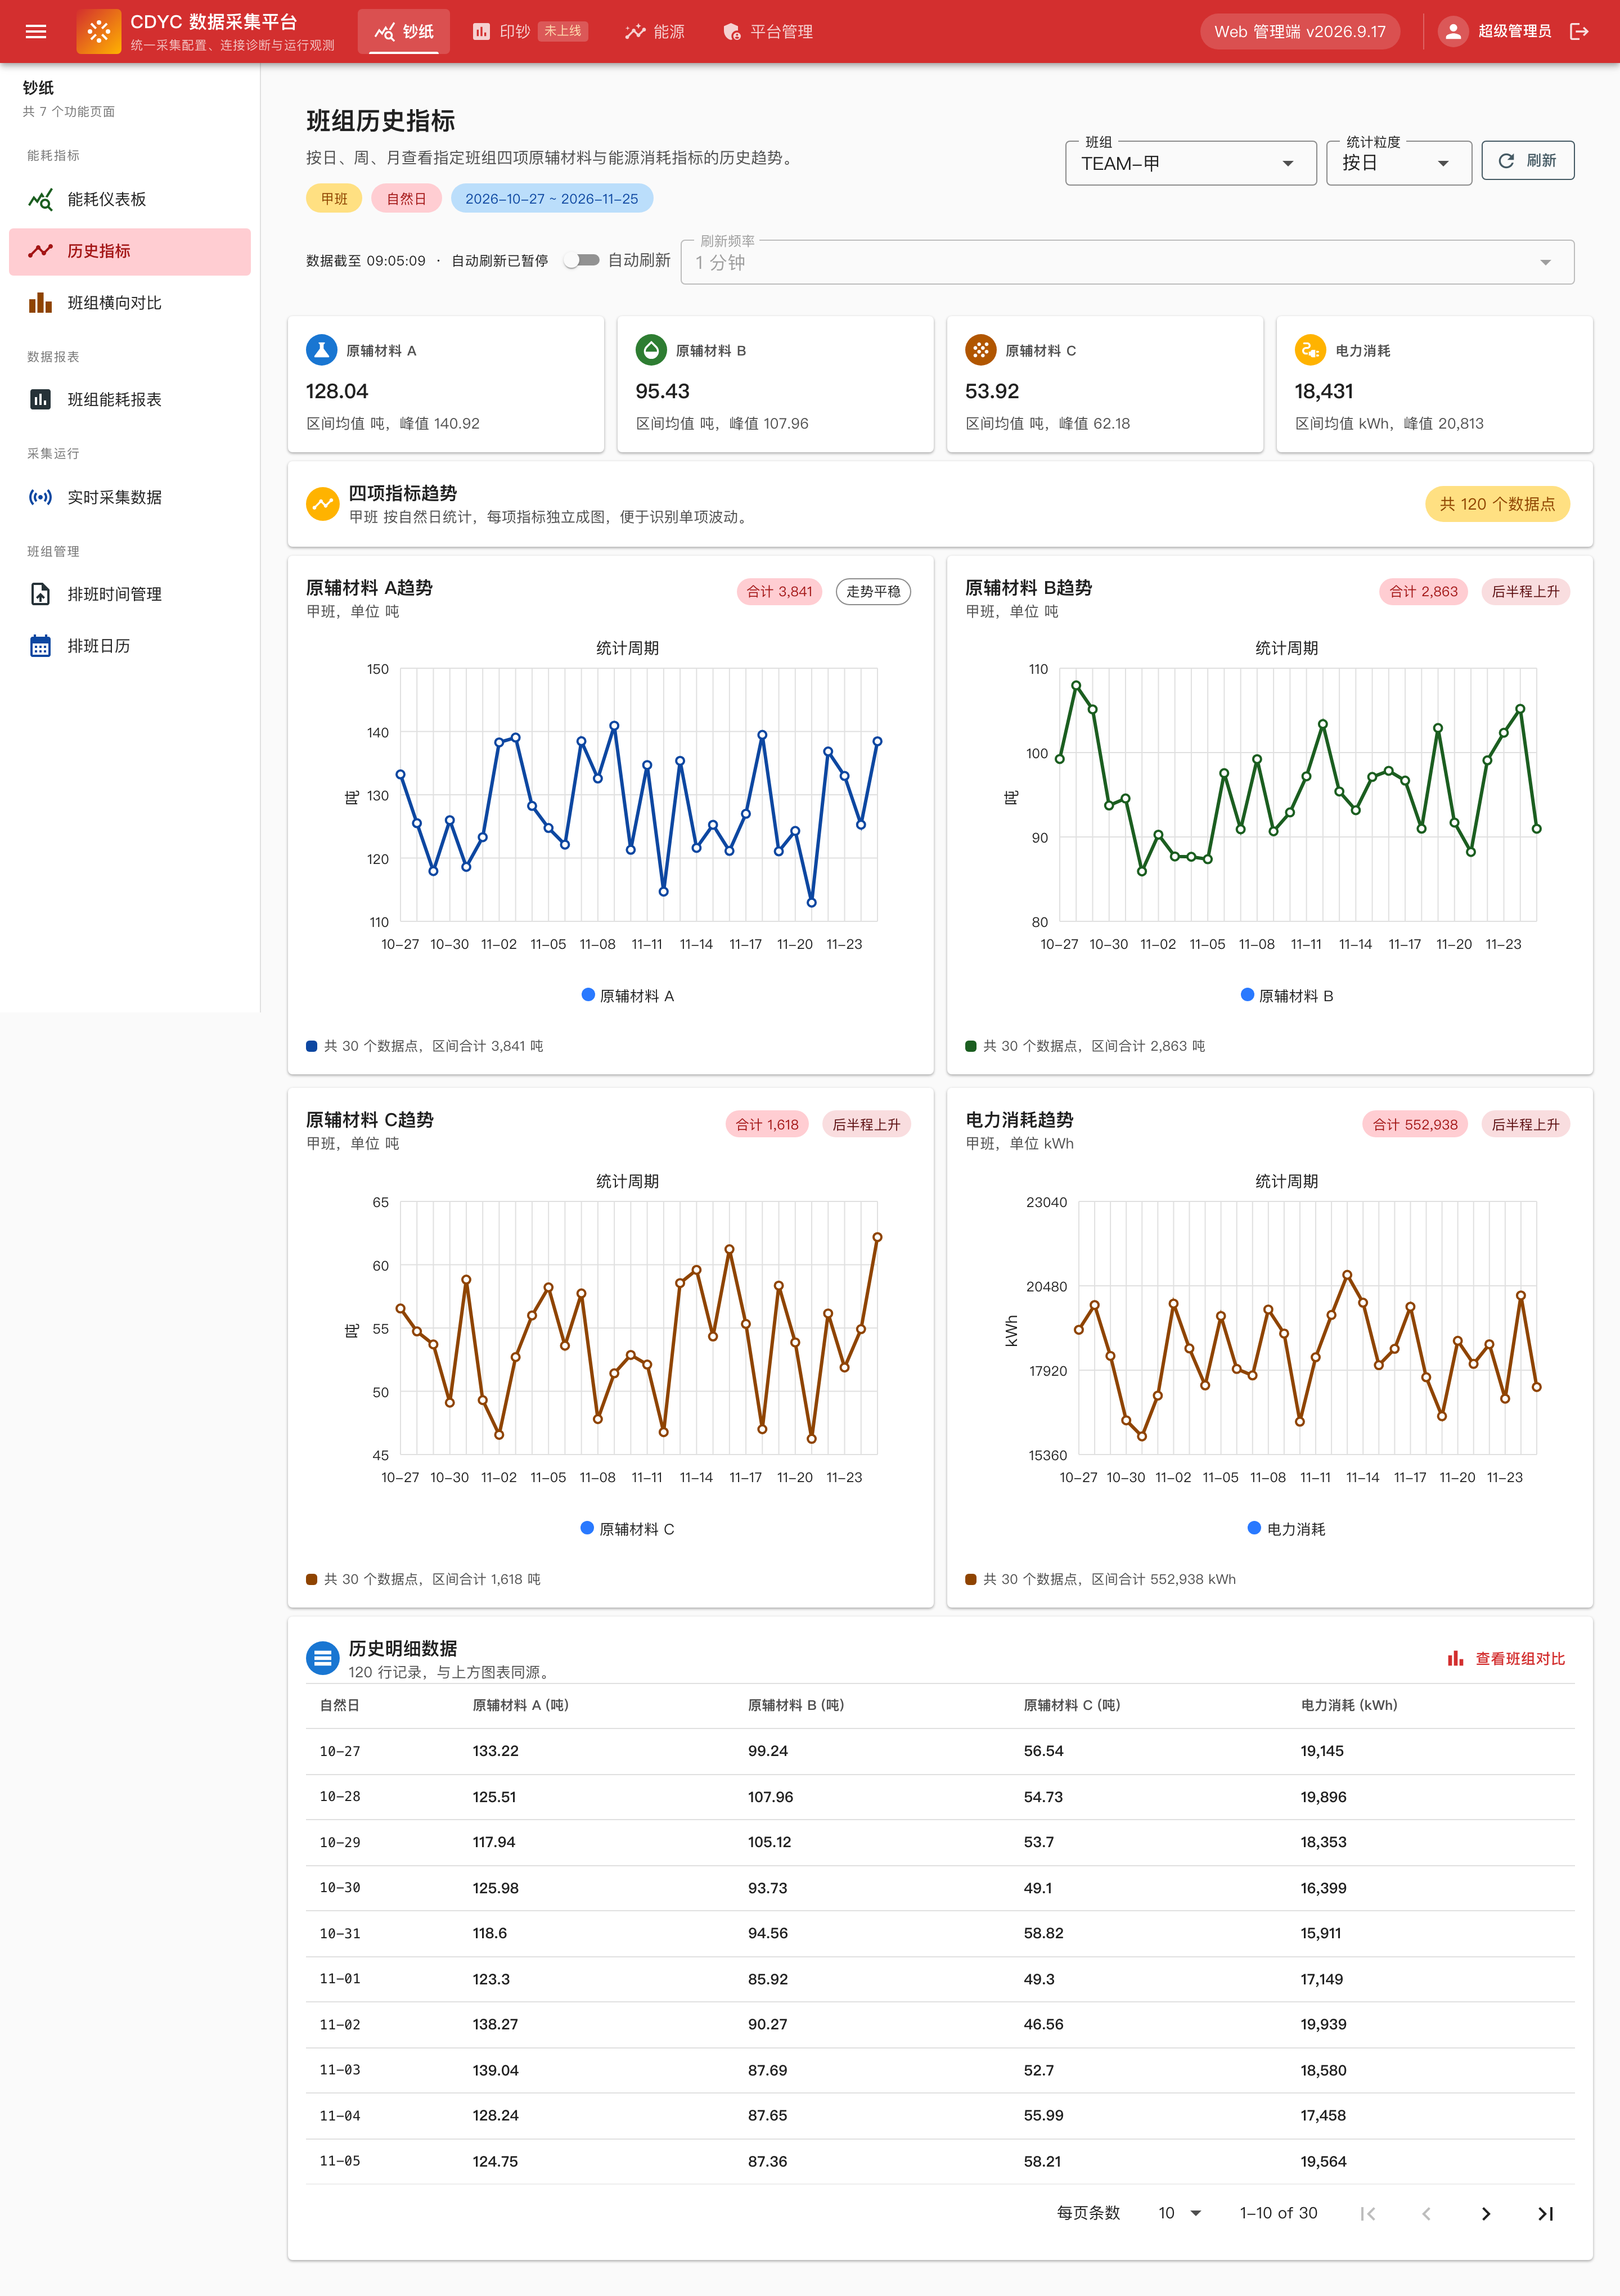 CDYC 数据采集平台
统一采集配置、连接诊断与运行观测
钞纸
印钞 未上线
能源
平台管理
Web 管理端 v2026.9.17
超级管理员
钞纸
共 7 个功能页面
能耗指标
能耗仪表板
历史指标
班组横向对比
数据报表
班组能耗报表
采集运行
实时采集数据
班组管理
排班时间管理
排班日历
班组历史指标
按日、周、月查看指定班组四项原辅材料与能源消耗指标的历史趋势。
甲班 自然日 2026-10-27 ~ 2026-11-25
班组
TEAM-甲
统计粒度
按日
刷新
数据截至 09:05:09 · 自动刷新已暂停 自动刷新
刷新频率
1 分钟
原辅材料 A
128.04
区间均值 吨，峰值 140.92
原辅材料 B
95.43
区间均值 吨，峰值 107.96
原辅材料 C
53.92
区间均值 吨，峰值 62.18
电力消耗
18,431
区间均值 kWh，峰值 20,813
四项指标趋势
甲班 按自然日统计，每项指标独立成图，便于识别单项波动。
共 120 个数据点
原辅材料 A趋势
甲班，单位 吨
合计 3,841 走势平稳
统计周期
150
140
130
120
110
吨
10-27 10-30 11-02 11-05 11-08 11-11 11-14 11-17 11-20 11-23
原辅材料 A
共 30 个数据点，区间合计 3,841 吨
原辅材料 B趋势
甲班，单位 吨
合计 2,863 后半程上升
统计周期
110
100
90
80
吨
10-27 10-30 11-02 11-05 11-08 11-11 11-14 11-17 11-20 11-23
原辅材料 B
共 30 个数据点，区间合计 2,863 吨
原辅材料 C趋势
甲班，单位 吨
合计 1,618 后半程上升
统计周期
65
60
55
50
45
吨
10-27 10-30 11-02 11-05 11-08 11-11 11-14 11-17 11-20 11-23
原辅材料 C
共 30 个数据点，区间合计 1,618 吨
电力消耗趋势
甲班，单位 kWh
合计 552,938 后半程上升
统计周期
23040
20480
17920
15360
kWh
10-27 10-30 11-02 11-05 11-08 11-11 11-14 11-17 11-20 11-23
电力消耗
共 30 个数据点，区间合计 552,938 kWh
历史明细数据
120 行记录，与上方图表同源。
查看班组对比
自然日 原辅材料 A (吨) 原辅材料 B (吨) 原辅材料 C (吨) 电力消耗 (kWh)
10-27 133.22 99.24 56.54 19,145
10-28 125.51 107.96 54.73 19,896
10-29 117.94 105.12 53.7 18,353
10-30 125.98 93.73 49.1 16,399
10-31 118.6 94.56 58.82 15,911
11-01 123.3 85.92 49.3 17,149
11-02 138.27 90.27 46.56 19,939
11-03 139.04 87.69 52.7 18,580
11-04 128.24 87.65 55.99 17,458
11-05 124.75 87.36 58.21 19,564
每页条数 10 1-10 of 30